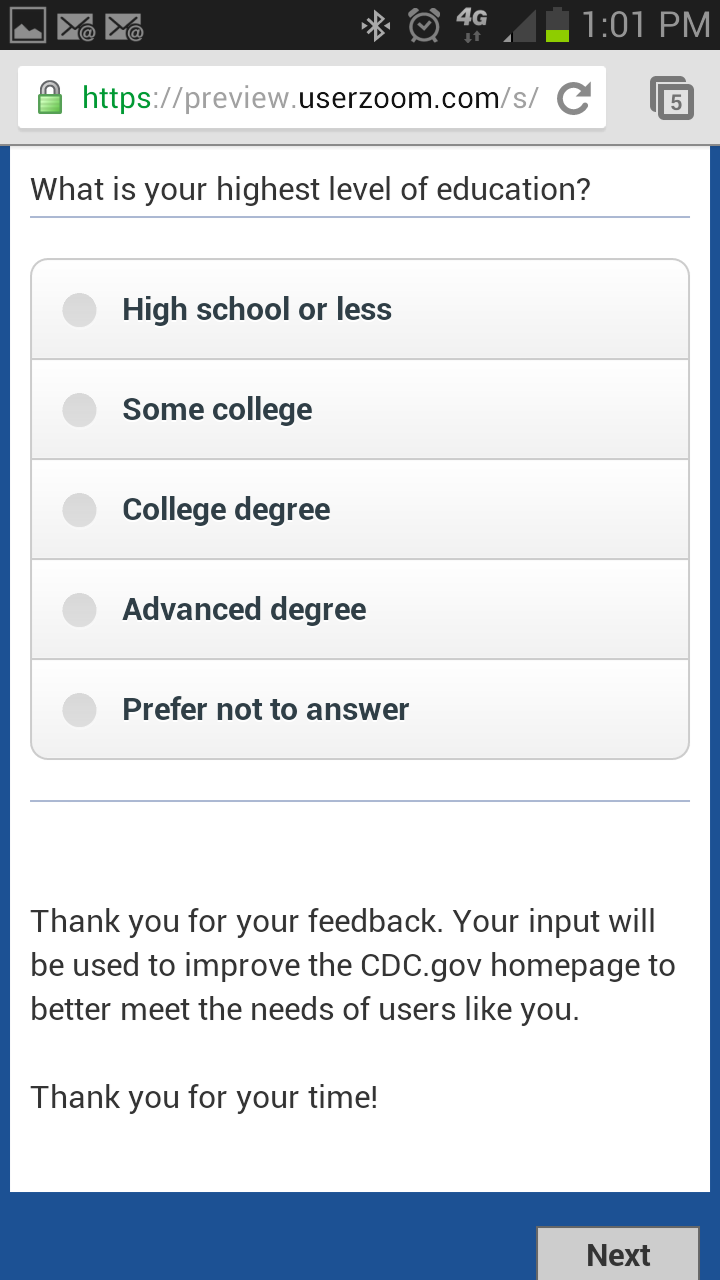 4G 1:01 PM
https://preview.userzoom.com/s/ 5
What is your highest level of education?
High school or less
Some college
College degree
Advanced degree
Prefer not to answer
Thank you for your feedback. Your input will
be used to improve the CDC.gov homepage to
better meet the needs of users like you.
Thank you for your time!
Next